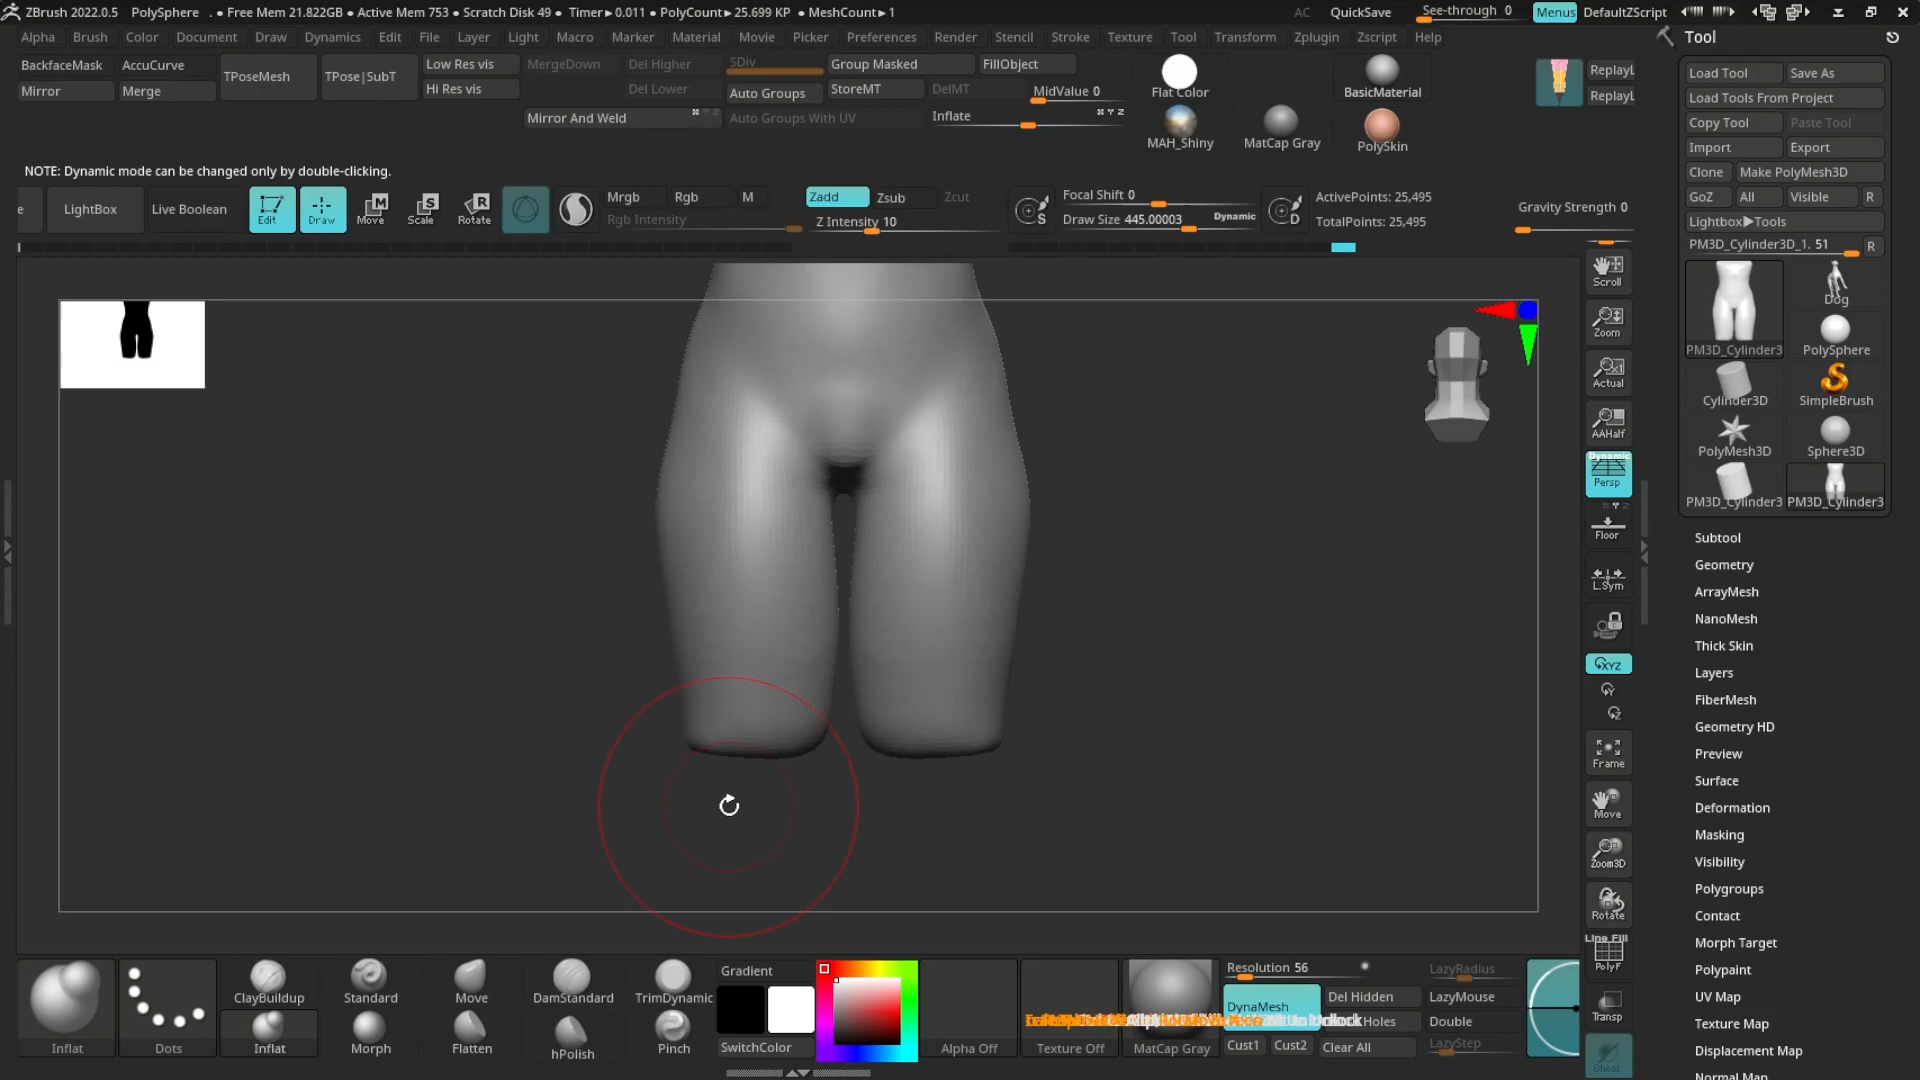 ZBrush 2022.0.5 PolySphere . • Free Mem 21.822GB • Active Mem 753 • Scratch Disk 49 • Timer▸0.011 • PolyCount▸25.699 KP • MeshCount▸1 AC QuickSave See-through 0 Menus DefaultZScript
Alpha Brush Color Document Draw Dynamics Edit File Layer Light Macro Marker Material Movie Picker Preferences Render Stencil Stroke Texture Tool Transform Zplugin Zscript Help
Tool
BackfaceMask AccuCurve TPoseMesh TPose|SubT Low Res vis MergeDown Del Higher SDiv Group Masked FillObject
Mirror Merge Hi Res vis Del Lower Auto Groups StoreMT DelMT MidValue 0
Mirror And Weld Auto Groups With UV Inflate
Flat Color BasicMaterial ReplayL
ReplayL
MAH_Shiny MatCap Gray PolySkin
NOTE: Dynamic mode can be changed only by double-clicking.
e LightBox Live Boolean Edit Draw Move Scale Rotate
Mrgb Rgb M Zadd Zsub Zcut Focal Shift 0 ActivePoints: 25,495
Rgb Intensity Z Intensity 10 S Draw Size 445.00003 Dynamic D TotalPoints: 25,495
Gravity Strength 0
Load Tool Save As
Load Tools From Project
Copy Tool Paste Tool
Import Export
Clone Make PolyMesh3D
GoZ All Visible R
Lightbox▸Tools
PM3D_Cylinder3D_1. 51 R
PM3D_Cylinder3 Dog
PolySphere
Cylinder3D SimpleBrush
PolyMesh3D Sphere3D
PM3D_Cylinder3 PM3D_Cylinder3
Subtool
Geometry
ArrayMesh
NanoMesh
Thick Skin
Layers
FiberMesh
Geometry HD
Preview
Surface
Deformation
Masking
Visibility
Polygroups
Contact
Morph Target
Polypaint
UV Map
Texture Map
Displacement Map
Normal Map
Scroll
Zoom
Actual
AAHalf
Dynamic
Persp
Floor
L.Sym
XYZ
Y
Z
Frame
Move
Zoom3D
Rotate
Line Fill
PolyF
Transp
Ghost
Inflat Dots ClayBuildup Standard Move DamStandard TrimDynamic
Inflat Morph Flatten hPolish Pinch
Gradient
SwitchColor
Alpha Off Texture Off MatCap Gray
Resolution 56 LazyRadius
DynaMesh Del Hidden LazyMouse
Holes Double
Cust1 Cust2 Clear All LazyStep